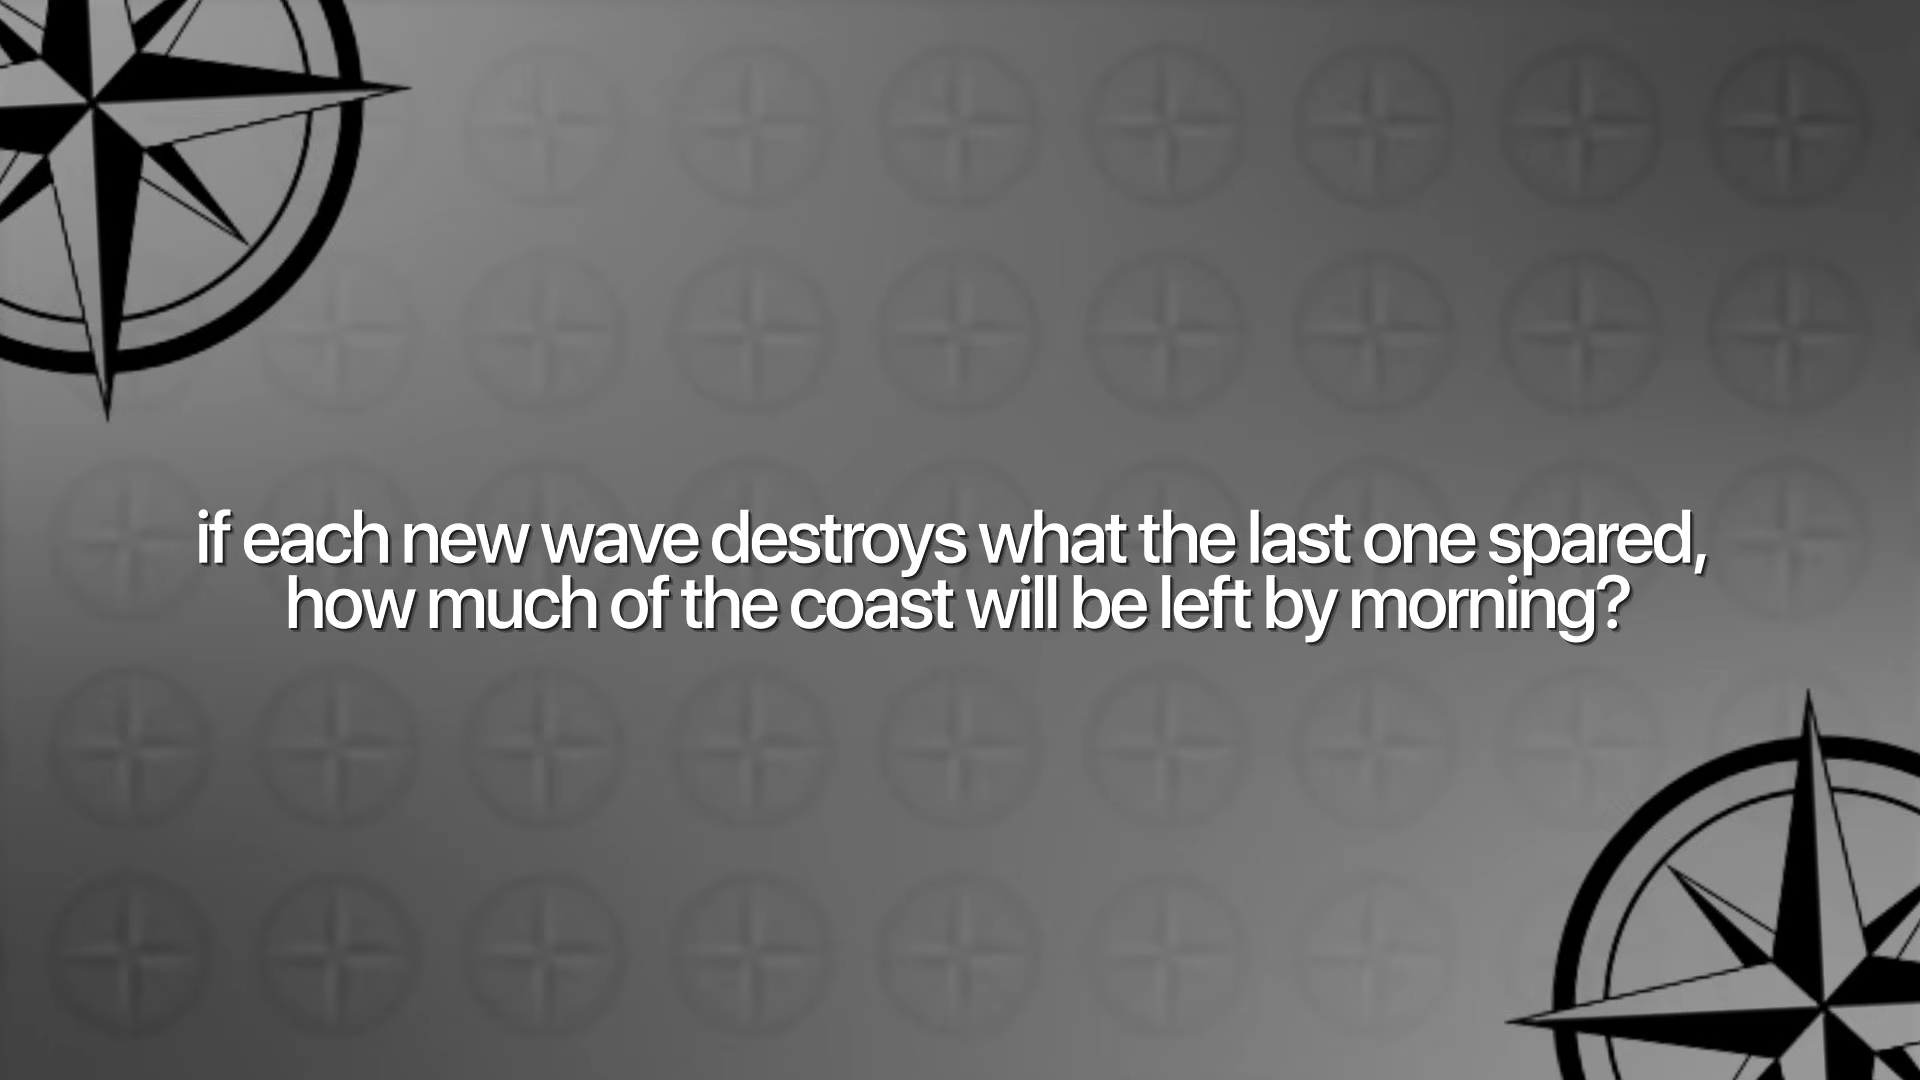 if each new wave destroys what the last one spared,
how much of the coast will be left by morning?